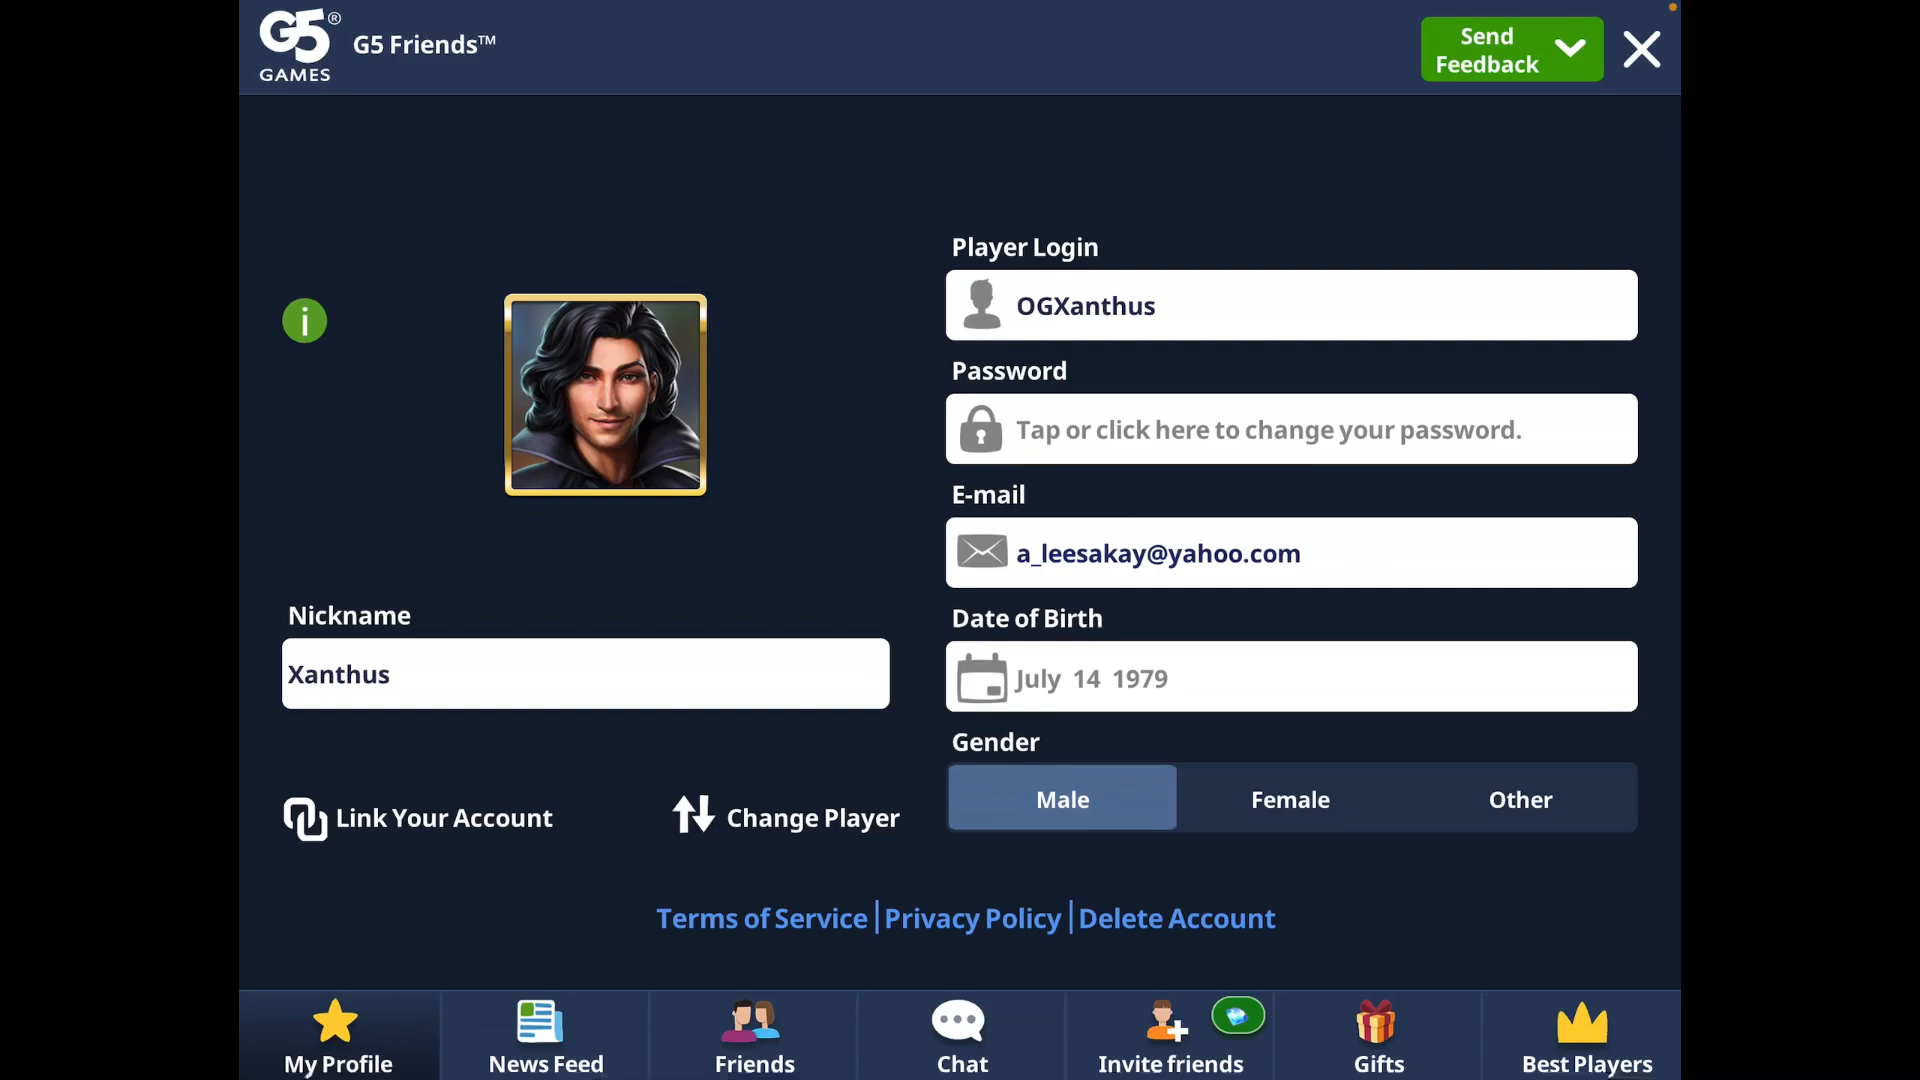 G5®
GAMES
G5 Friends™
Send
Feedback
Player Login
OGXanthus
Password
Tap or click here to change your password.
E-mail
a_leesakay@yahoo.com
Nickname
Xanthus
Date of Birth
July 14 1979
Gender
Male Female Other
Link Your Account
Change Player
Terms of Service | Privacy Policy | Delete Account
My Profile
News Feed
Friends
Chat
Invite friends
Gifts
Best Players